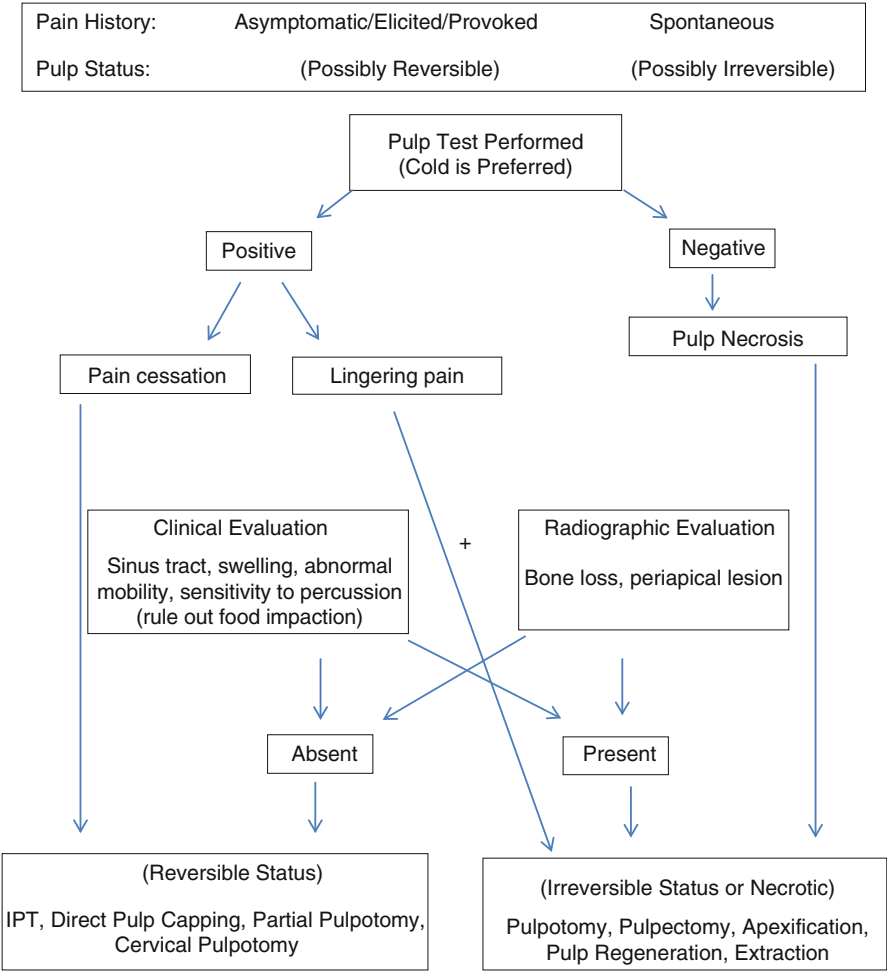 Pain History: Asymptomatic/Elicited/Provoked Spontaneous
Pulp Status: (Possibly Reversible) (Possibly Irreversible)
Pulp Test Performed
(Cold is Preferred)
Positive
Negative
Pulp Necrosis
Pain cessation
Lingering pain
Clinical Evaluation
Sinus tract, swelling, abnormal
mobility, sensitivity to percussion
(rule out food impaction)
+
Radiographic Evaluation
Bone loss, periapical lesion
Absent
Present
(Reversible Status)
IPT, Direct Pulp Capping, Partial Pulpotomy,
Cervical Pulpotomy
(Irreversible Status or Necrotic)
Pulpotomy, Pulpectomy, Apexification,
Pulp Regeneration, Extraction